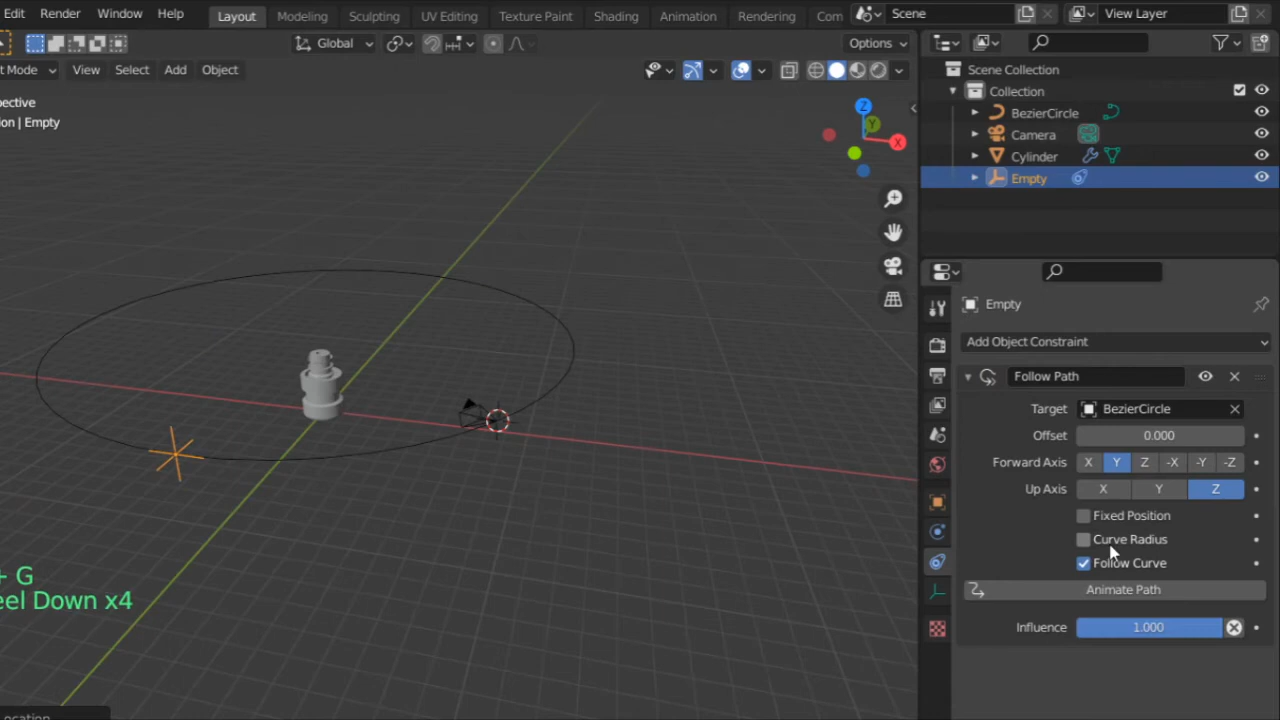 Edit Render Window Help Layout Modeling Sculpting UV Editing Texture Paint Shading Animation Rendering Com Scene View Layer
Global Options
t Mode View Select Add Object
Scene Collection
Collection
BezierCircle
Camera
Cylinder
Empty
pective
ion | Empty
Z
Y
X
Empty
Add Object Constraint
Follow Path
Target BezierCircle
Offset 0.000
Forward Axis X Y Z -X -Y -Z
Up Axis X Y Z
Fixed Position
Curve Radius
Follow Curve
Animate Path
Influence 1.000
+ G
eel Down x4
ocation